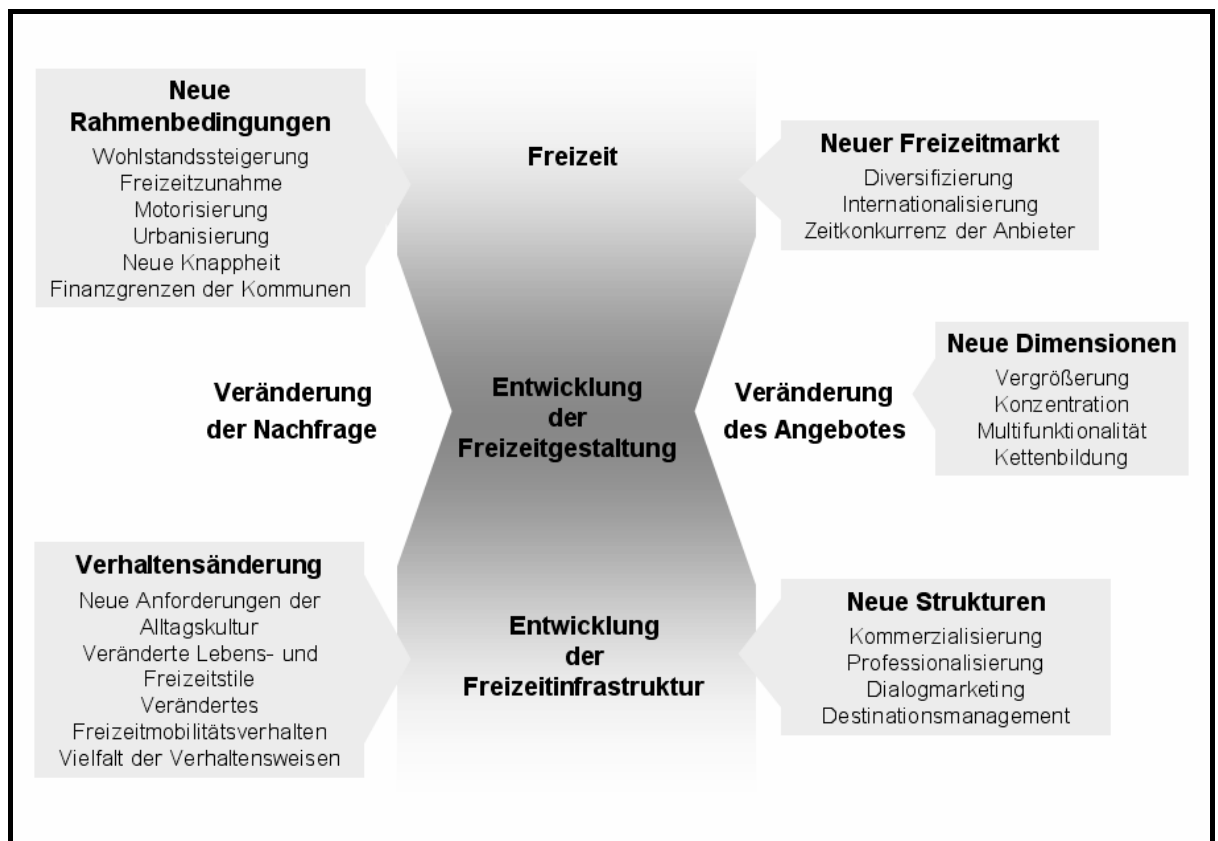 Neue
Rahmenbedingungen
Wohlstandssteigerung
Freizeitzunahme
Motorisierung
Urbanisierung
Neue Knappheit
Finanzgrenzen der Kommunen
Freizeit
Neuer Freizeitmarkt
Diversifizierung
Internationalisierung
Zeitkonkurrenz der Anbieter
Veränderung
der Nachfrage
Entwicklung
der
Freizeitgestaltung
Veränderung
des Angebotes
Neue Dimensionen
Vergrößerung
Konzentration
Multifunktionalität
Kettenbildung
Verhaltensänderung
Neue Anforderungen der
Alltagskultur
Veränderte Lebens- und
Freizeitstile
Verändertes
Freizeitmobilitätsverhalten
Vielfalt der Verhaltensweisen
Entwicklung
der
Freizeitinfrastruktur
Neue Strukturen
Kommerzialisierung
Professionalisierung
Dialogmarketing
Destinationsmanagement